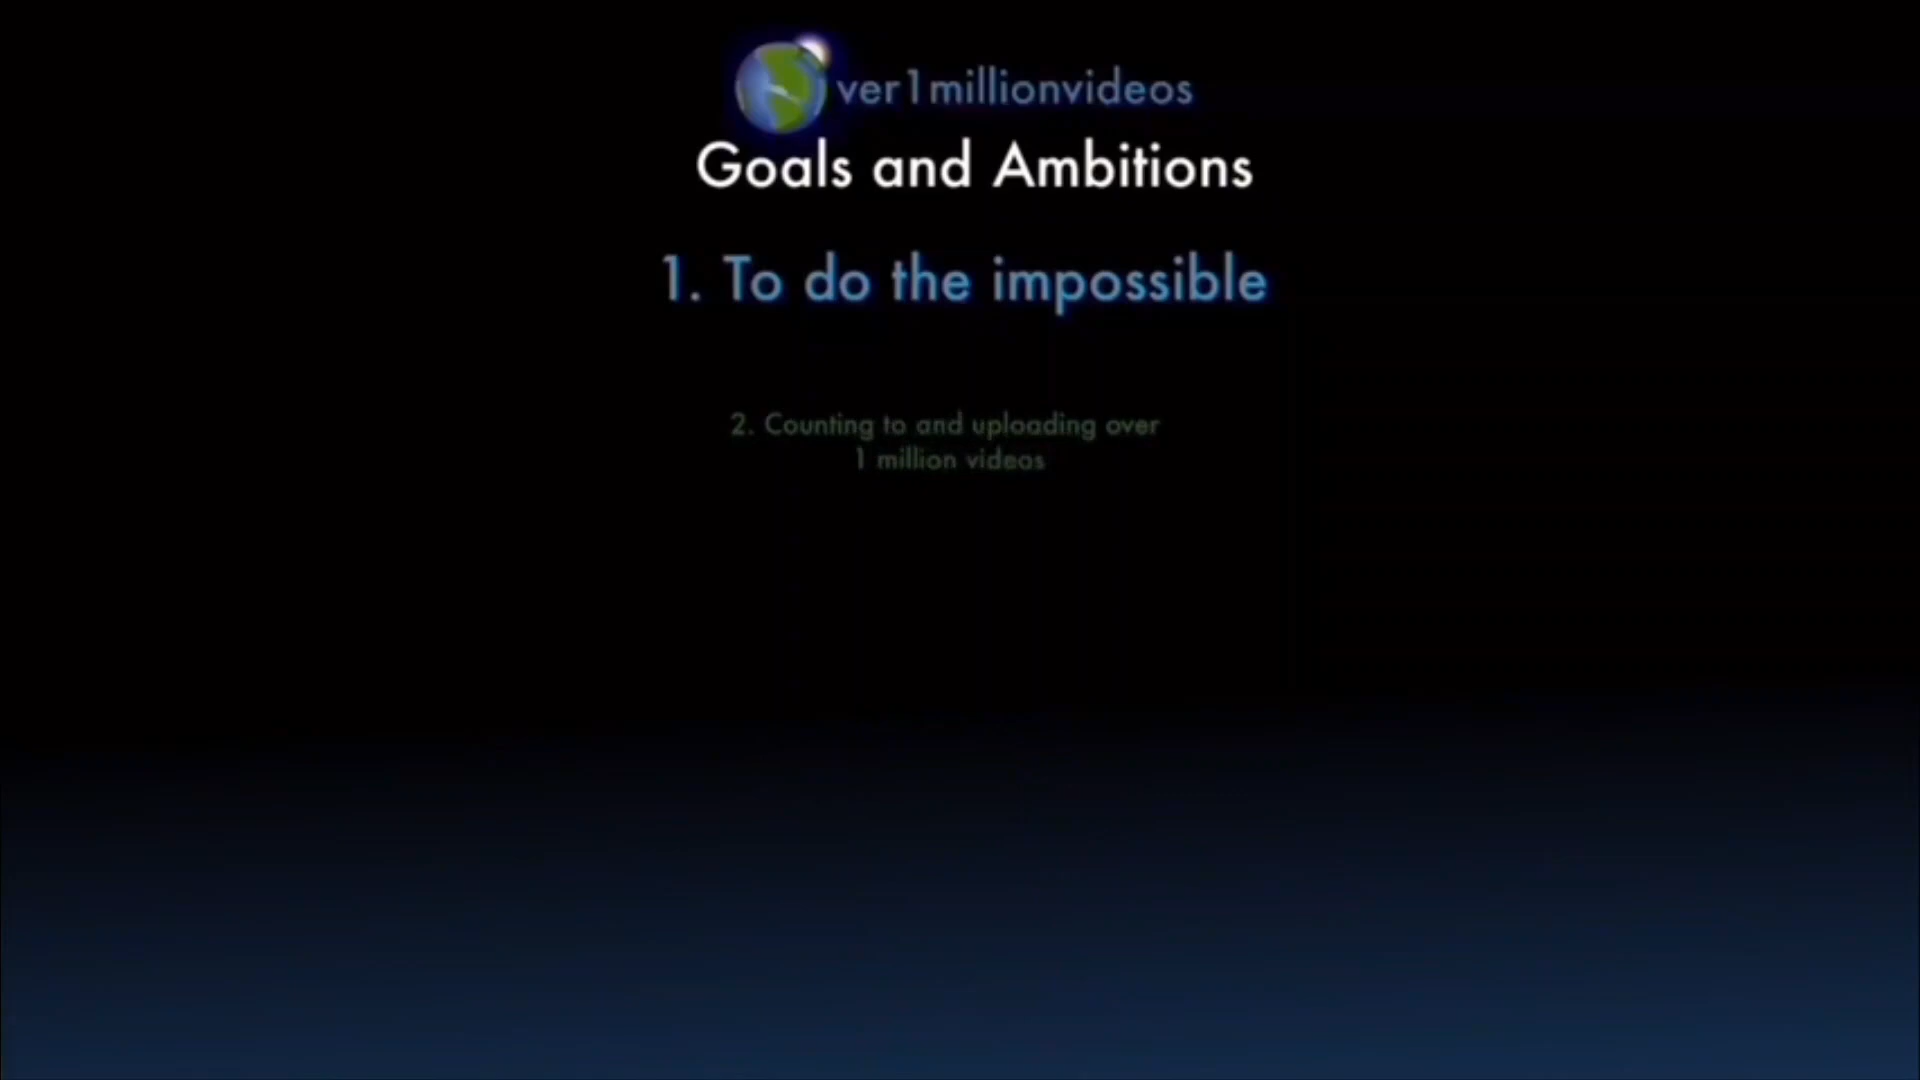 ver1millionvideos
Goals and Ambitions
1. To do the impossible
2. Counting to and uploading over
1 million videos